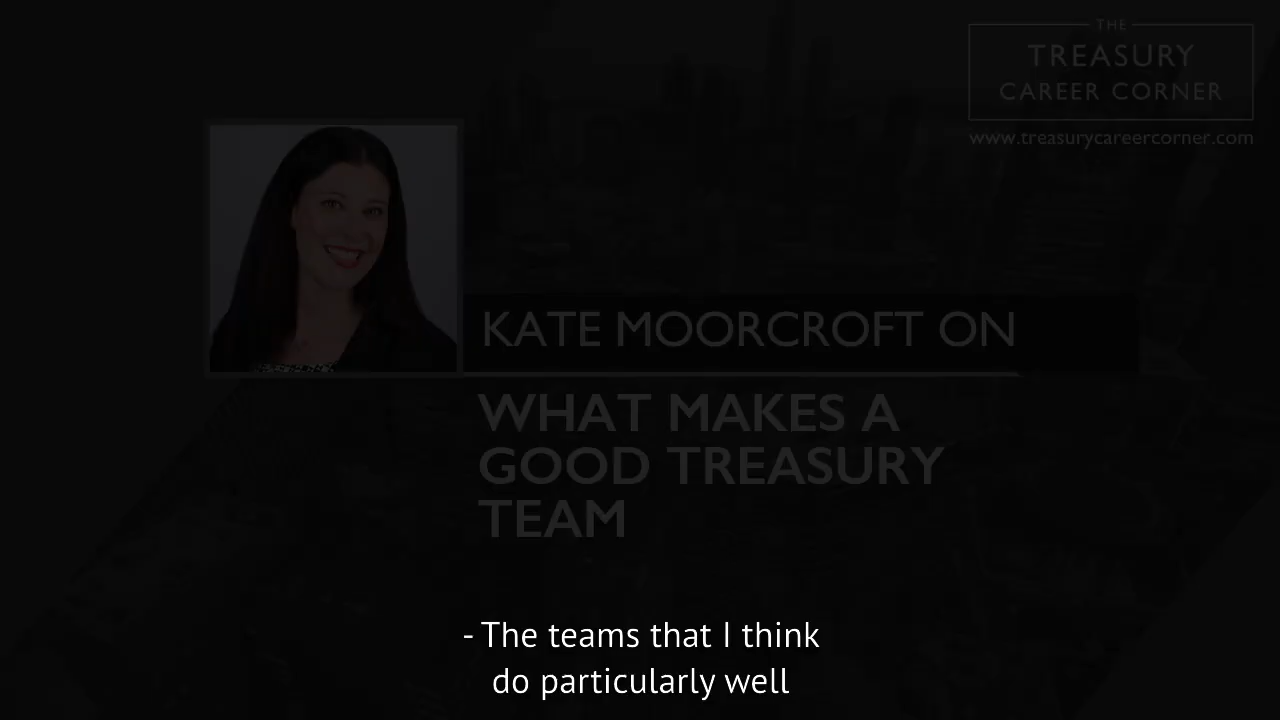 THE
TREASURY
CAREER CORNER
www.treasurycareercorner.com
KATE MOORCROFT ON
WHAT MAKES A
GOOD TREASURY
TEAM
- The teams that I think
do particularly well